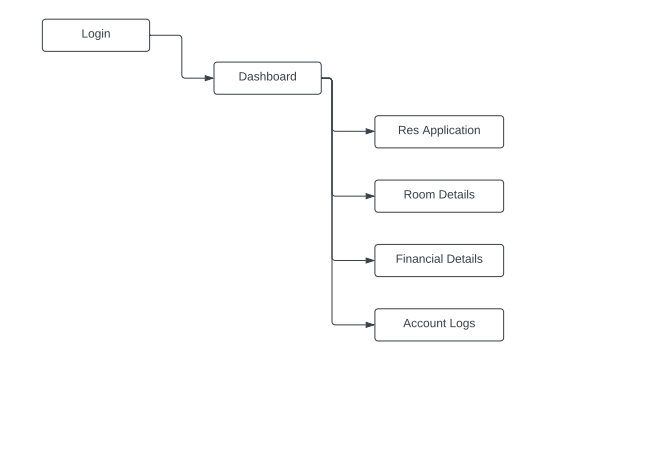 Login
Dashboard
Res Application
Room Details
Financial Details
Account Logs